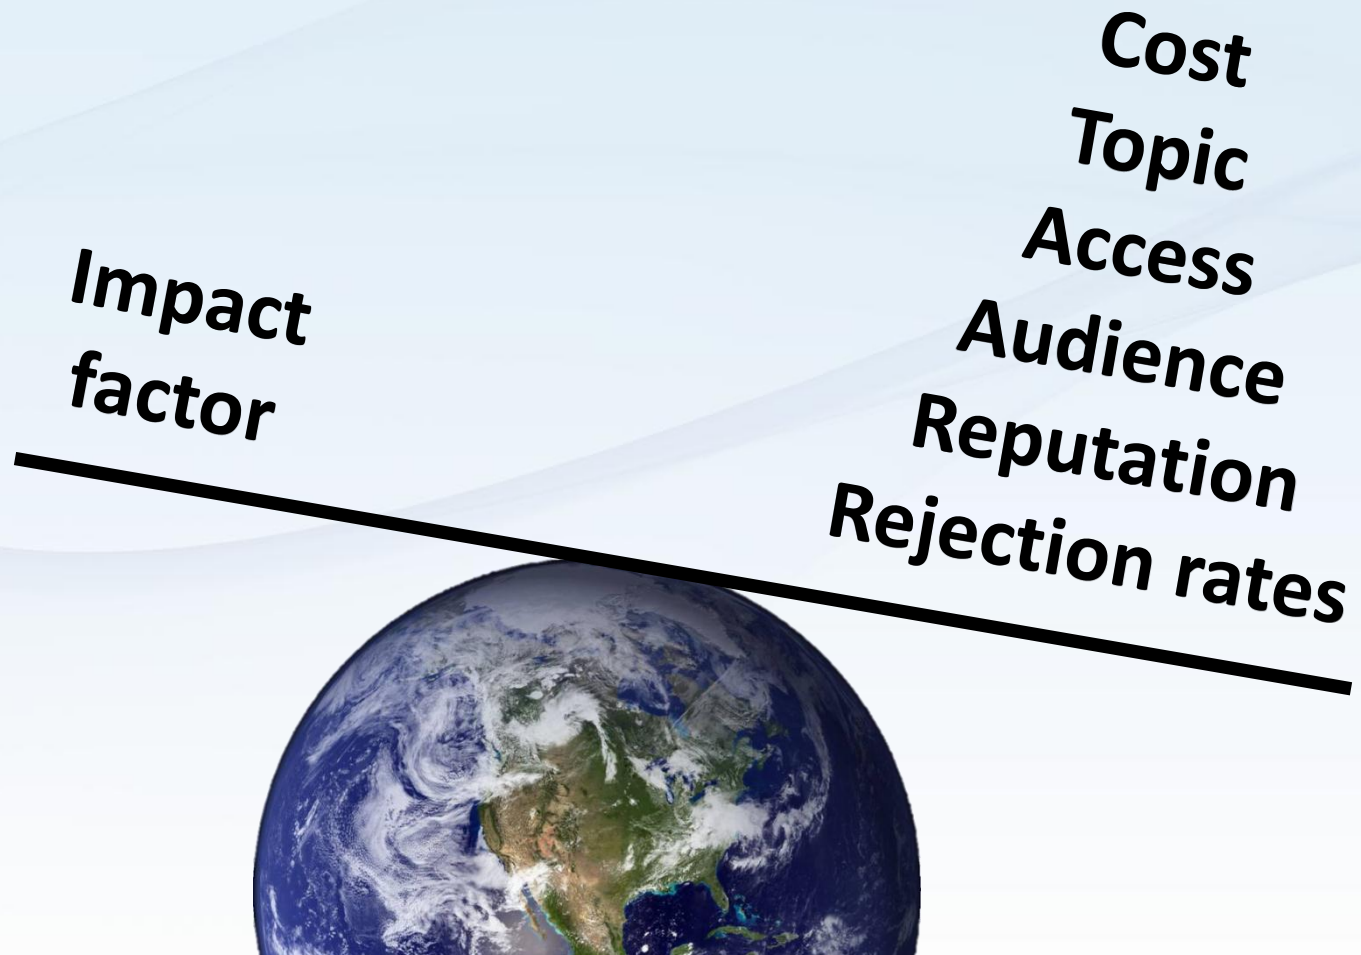 Impact
factor
Cost
Topic
Access
Audience
Reputation
Rejection rates